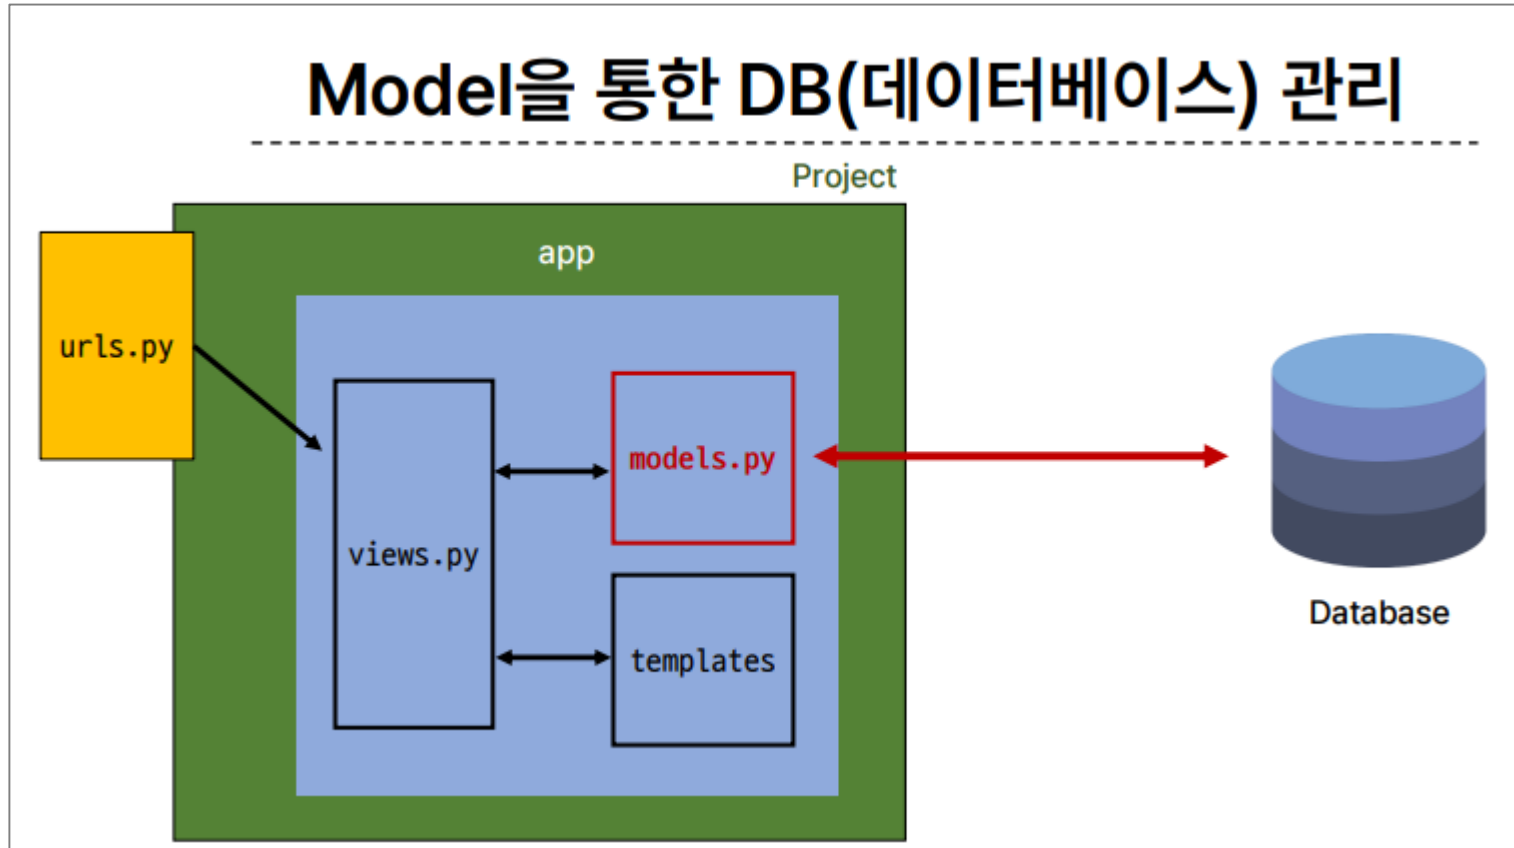 Model을 통한 DB(데이터베이스) 관리
Project
app
urls.py
models.py
views.py
templates
Database